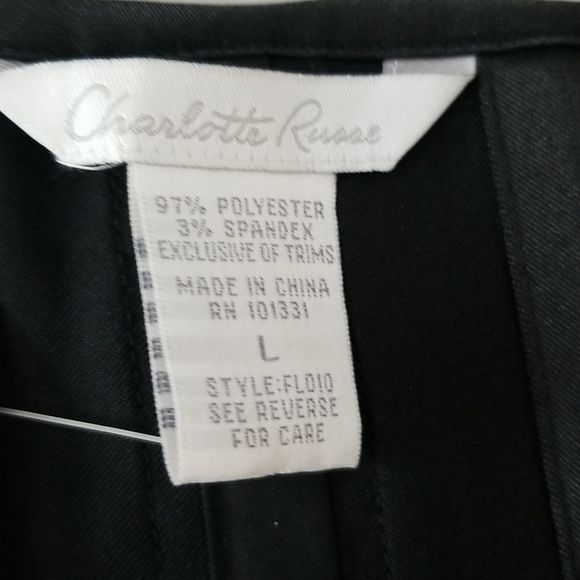 Charlotte Russe
97% POLYESTER
3% SPANDEX
EXCLUSIVE OF TRIMS
MADE IN CHINA
RN 101331
L
STYLE:FL010
SEE REVERSE
FOR CARE